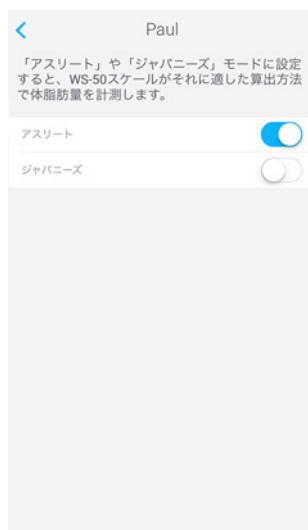 Paul
「アスリート」や「ジャパニーズ」モードに設定
すると、WS-50スケールがそれに適した算出方法
で体脂肪量を計測します。
アスリート
ジャパニーズ